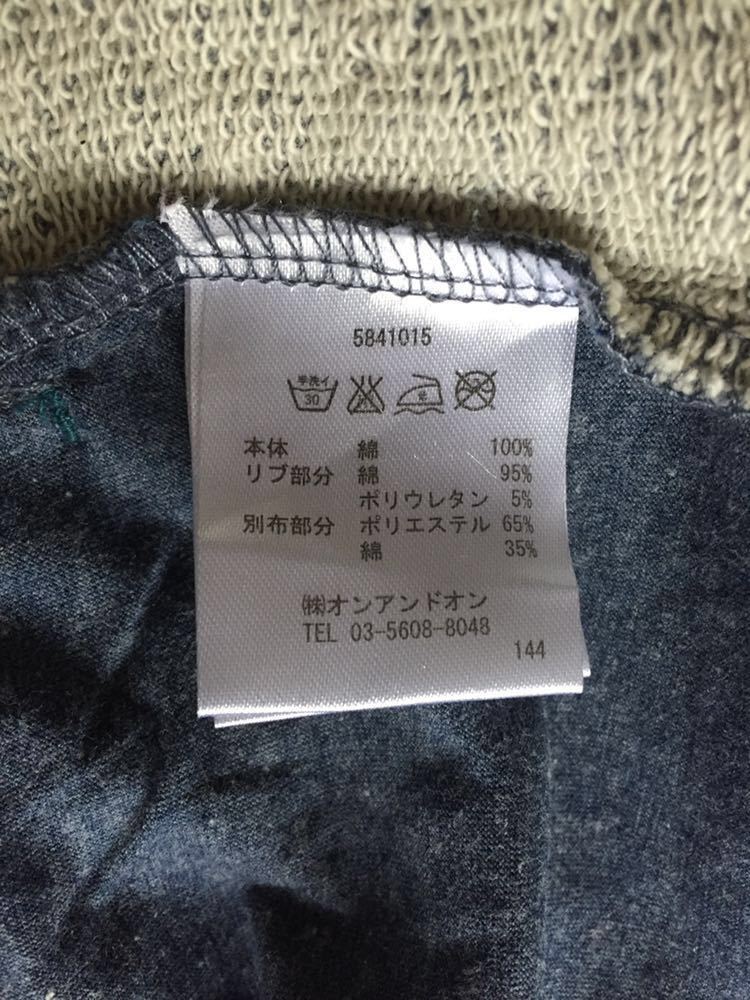 5841015
手洗イ
30
本体 綿 100%
リブ部分 綿 95%
ポリウレタン 5%
別布部分 ポリエステル 65%
綿 35%
㈱オンアンドオン
TEL 03-5608-8048
144